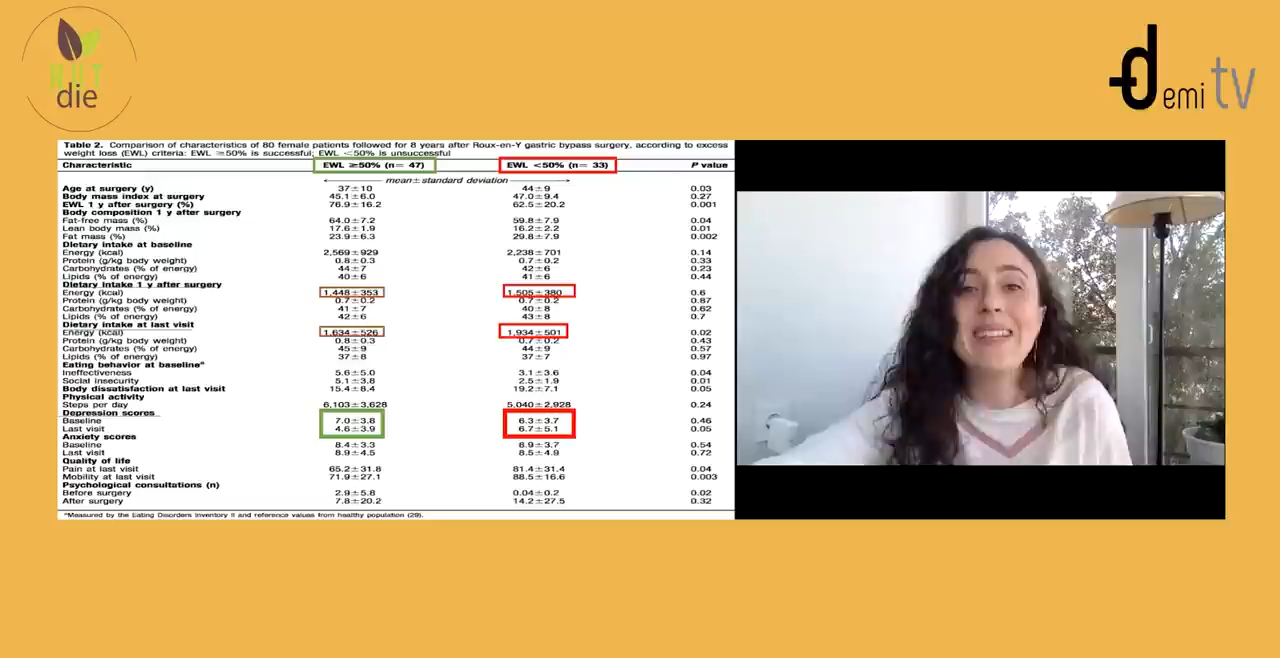 NUT
die
demi tv
Table 2. Comparison of characteristics of 80 female patients followed for 8 years after Roux-en-Y gastric bypass surgery, according to excess
weight loss (EWL) criteria: EWL ≥50% is successful; EWL <50% is unsuccessful
Characteristic EWL ≥50% (n= 47) EWL <50% (n= 33) P value
mean±standard deviation
Age at surgery (y) 37±10 44±9 0.03
Body mass index at surgery 45.1±6.0 47.0±9.4 0.27
EWL 1 y after surgery (%) 76.9±16.2 62.5±20.2 0.001
Body composition 1 y after surgery
Fat-free mass (%) 64.0±7.2 59.8±7.9 0.04
Lean body mass (%) 17.6±1.9 16.2±2.2 0.01
Fat mass (%) 23.9±6.3 29.8±7.9 0.002
Dietary intake at baseline
Energy (kcal) 2,569±929 2,238±701 0.14
Protein (g/kg body weight) 0.8±0.3 0.7±0.2 0.33
Carbohydrates (% of energy) 44±7 42±6 0.23
Lipids (% of energy) 40±6 41±6 0.44
Dietary intake 1 y after surgery
Energy (kcal) 1,448±353 1,505±380 0.6
Protein (g/kg body weight) 0.7±0.2 0.7±0.2 0.87
Carbohydrates (% of energy) 41±7 40±8 0.62
Lipids (% of energy) 42±6 43±8 0.7
Dietary intake at last visit
Energy (kcal) 1,634±526 1,934±501 0.02
Protein (g/kg body weight) 0.8±0.3 0.7±0.2 0.43
Carbohydrates (% of energy) 45±9 44±9 0.57
Lipids (% of energy) 37±8 37±7 0.97
Eating behavior at baselineᵃ
Ineffectiveness 5.6±5.0 3.1±3.6 0.04
Social insecurity 5.1±3.8 2.5±1.9 0.01
Body dissatisfaction at last visit 15.4±8.4 19.2±7.1 0.05
Physical activity
Steps per day 6,103±3,628 5,040±2,928 0.24
Depression scores
Baseline 7.0±3.8 6.3±3.7 0.46
Last visit 4.8±3.9 6.7±5.1 0.05
Anxiety scores
Baseline 8.4±3.3 8.9±3.7 0.54
Last visit 8.9±4.5 8.5±4.9 0.72
Quality of life
Pain at last visit 65.2±31.8 81.4±31.4 0.04
Mobility at last visit 71.9±27.1 88.5±16.6 0.003
Psychological consultations (n)
Before surgery 2.9±5.8 0.04±0.2 0.02
After surgery 7.8±20.2 14.2±27.5 0.32
ᵃMeasured by the Eating Disorders Inventory II and reference values from healthy population (29).